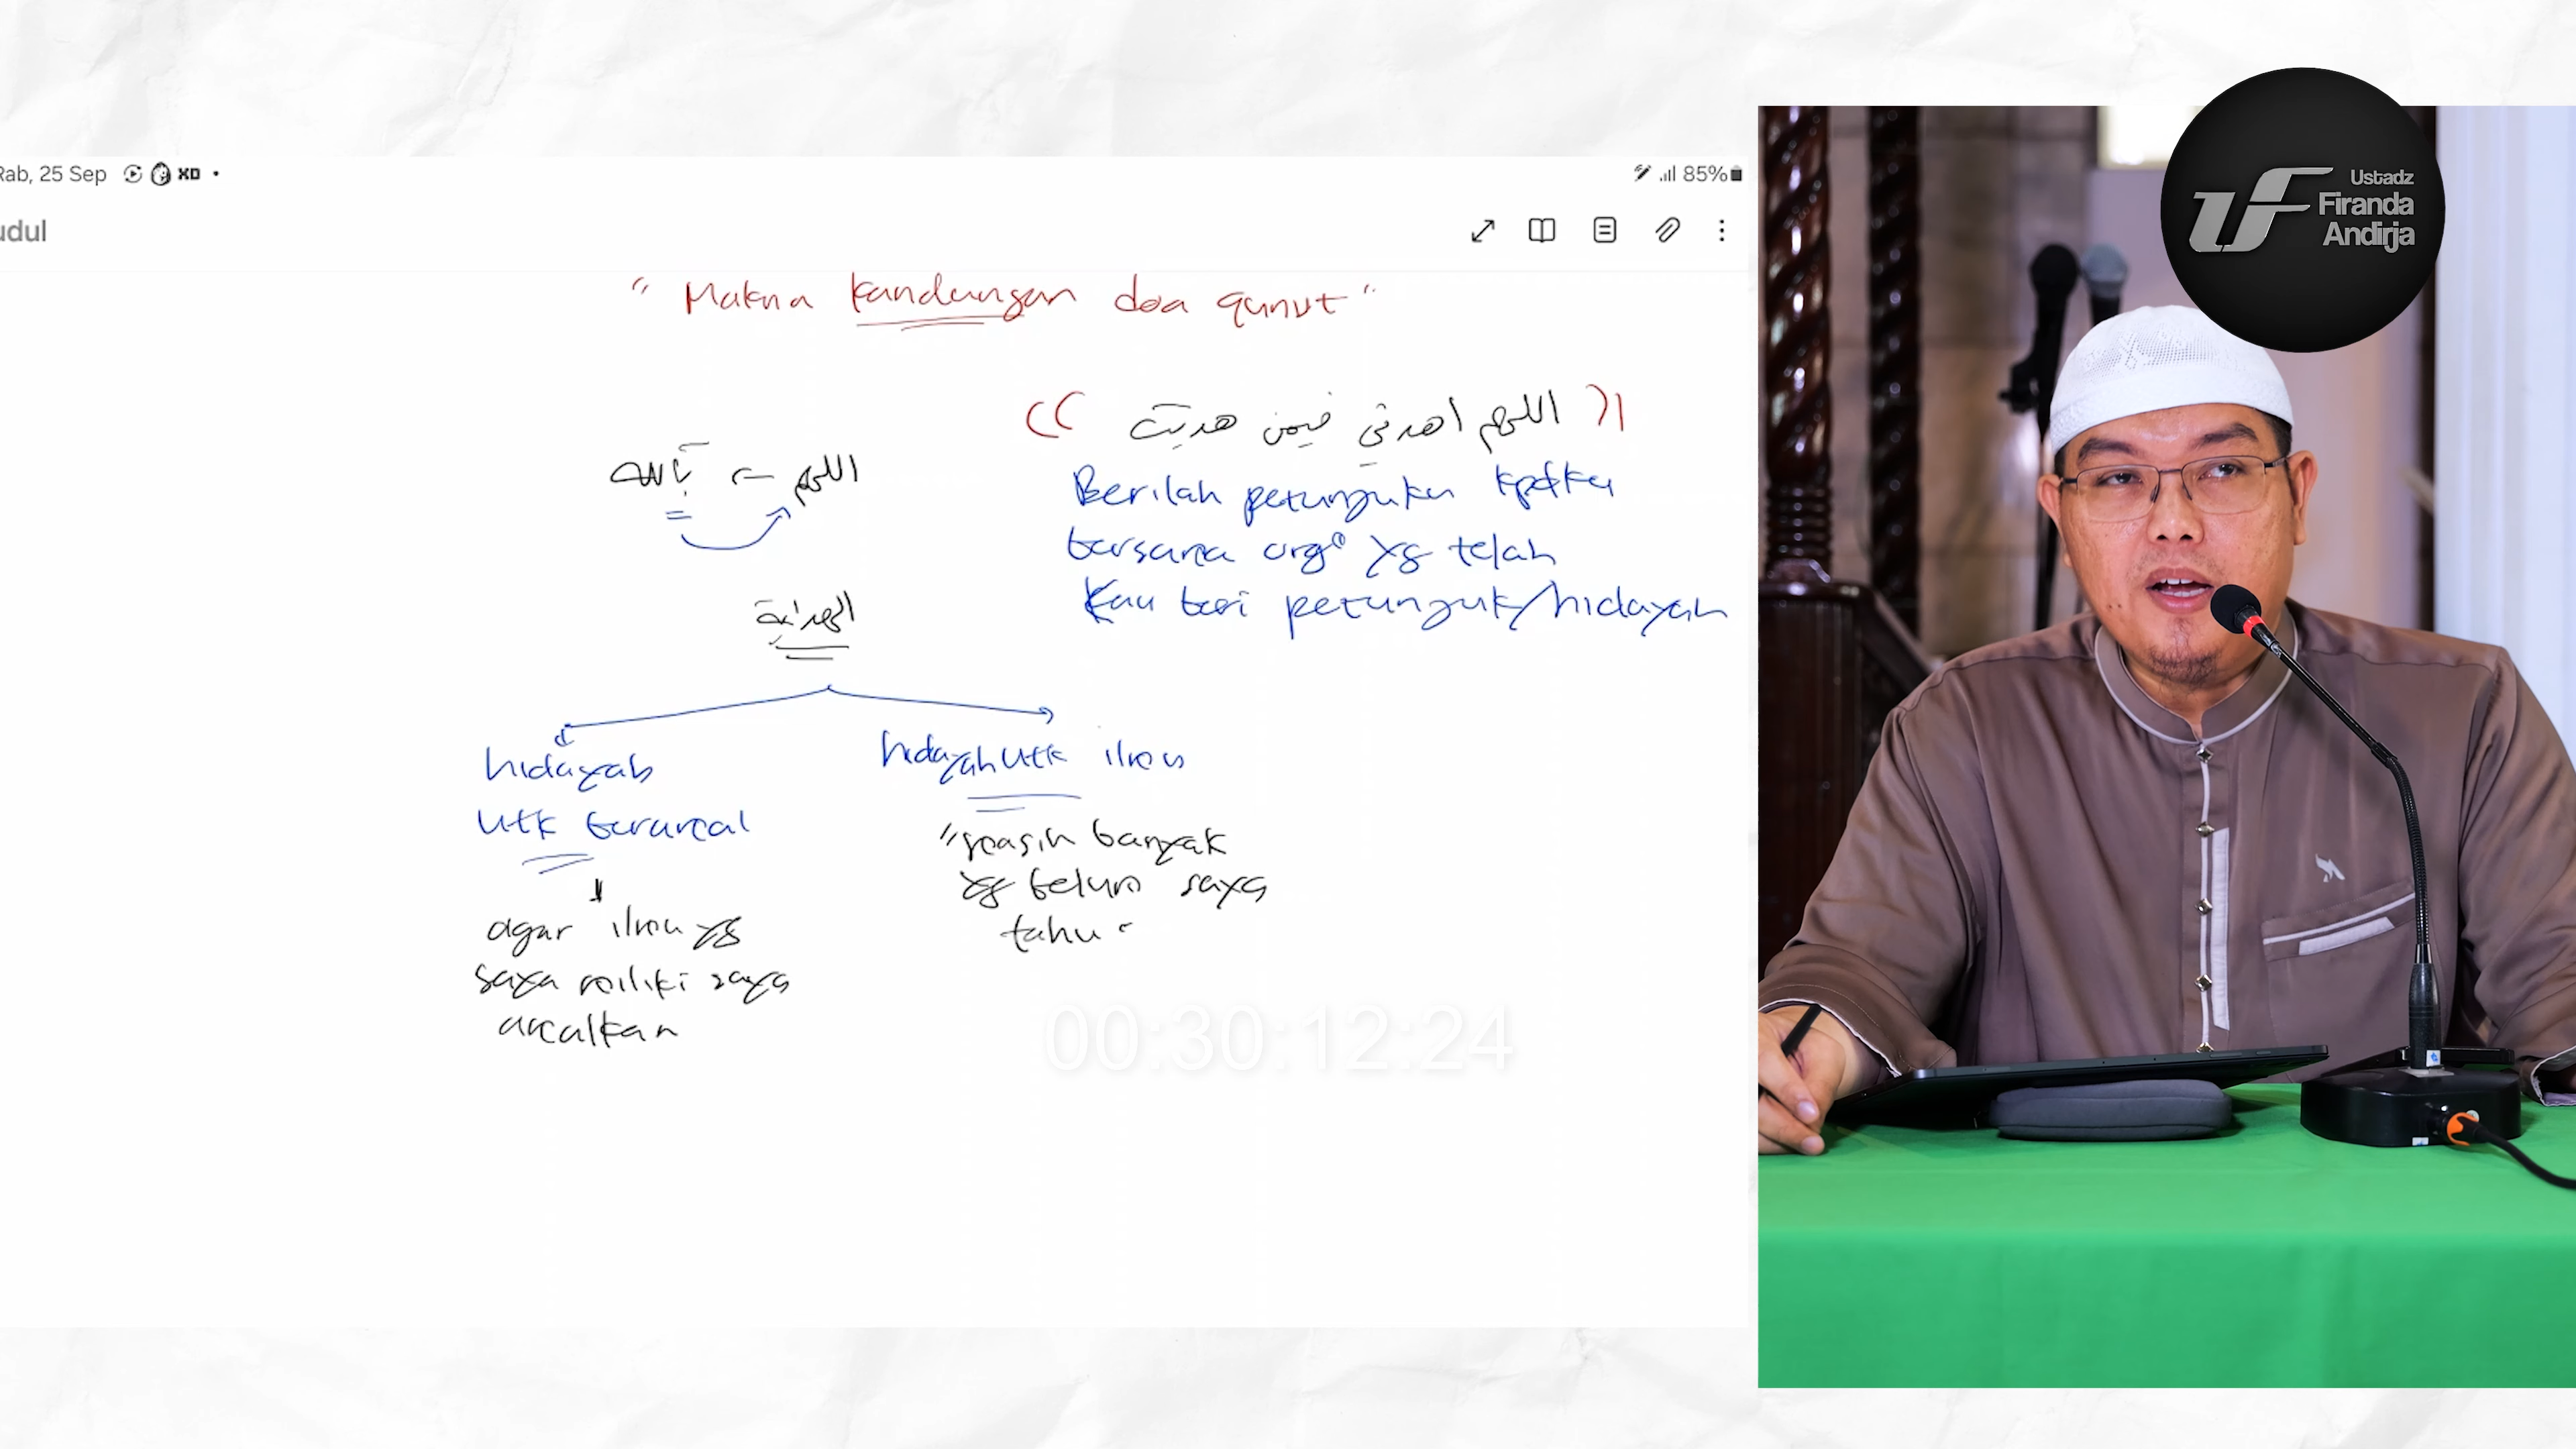 Rab, 25 Sep
85%
udul
Ustadz
Firanda
Andirja
" Makna kandungan doa qunut "
(( اللهم اهدني فيمن هديت ))
اللهم ← يا الله
Berilah petunjuk kpdku
bersama org² yg telah
Kau beri petunjuk/hidayah
الهداية
hidayah
utk beramal
hidayah utk ilmu
agar ilmu yg
saya miliki saya
amalkan
"masih banyak
yg belum saya
tahu "
00:30:12:24